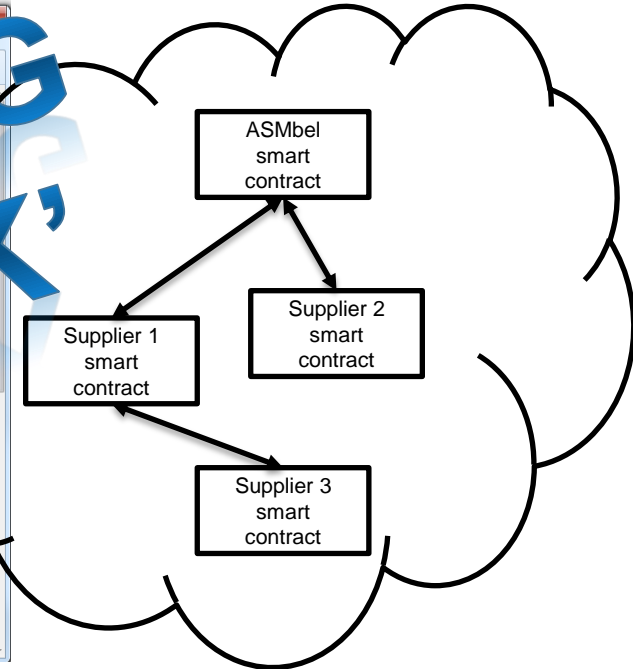 ASMbel
smart
contract
Supplier 2
smart
contract
Supplier 1
smart
contract
Supplier 3
smart
contract